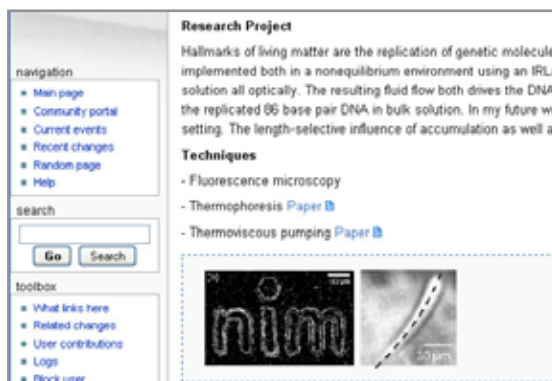 navigation
Main page
Community portal
Current events
Recent changes
Random page
Help
search
Go Search
toolbox
What links here
Related changes
User contributions
Logs
Block user
Research Project
Hallmarks of living matter are the replication of genetic molecule
implemented both in a nonequilibrium environment using an
solution all optically. The resulting fluid flow both drives the DNA
the replicated 86 base pair DNA in bulk solution. In my future
setting. The length-selective influence of accumulation as well
Techniques
- Fluorescence microscopy
- Thermophoresis Paper
- Thermoviscous pumping Paper
nim
10 µm